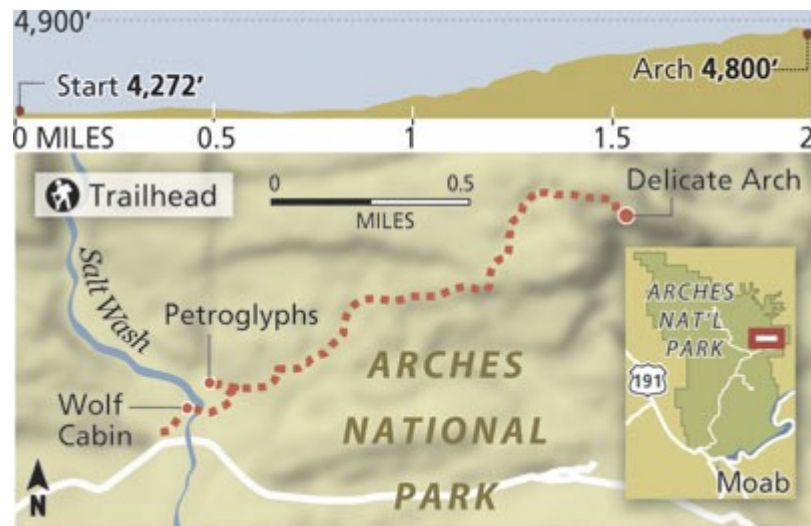 4,900’
Start 4,272’
Arch 4,800’
0 MILES 0.5 1 1.5 2
Trailhead
0 0.5
MILES
Delicate Arch
Salt Wash
Petroglyphs
Wolf
Cabin
ARCHES
NATIONAL
PARK
N
ARCHES
NAT’L
PARK
191
Moab